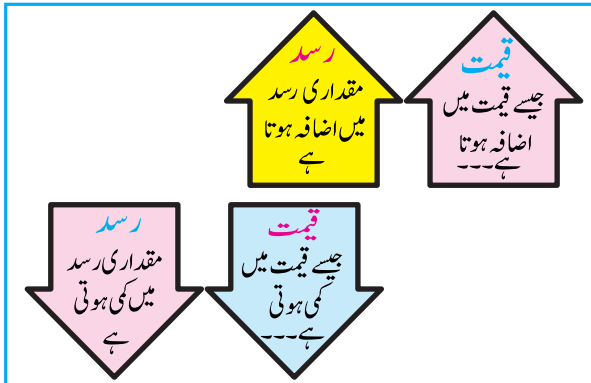 قیمت
جیسے قیمت میں
اضافہ ہوتا
ہے۔۔۔
رسد
مقداری رسد
میں اضافہ ہوتا
ہے
قیمت
جیسے قیمت میں
کمی ہوتی
ہے۔۔۔
رسد
مقداری رسد
میں کمی ہوتی
ہے